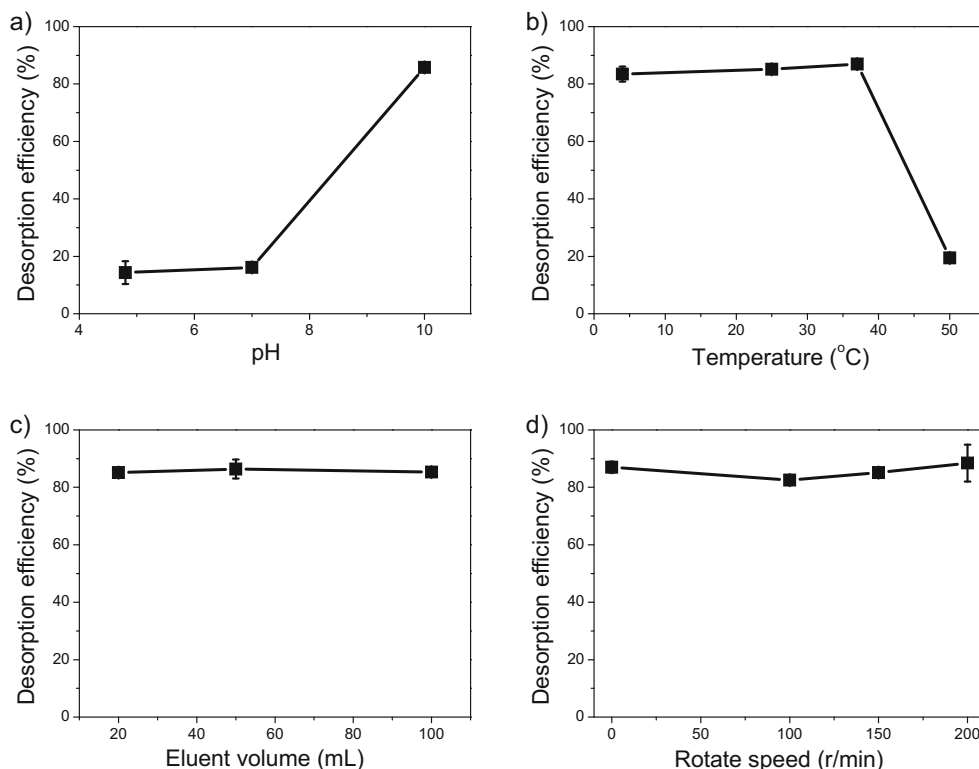 a)
100
80
60
40
20
0
Desorption efficiency (%)
4 6 8 10
pH
b)
100
80
60
40
20
0
Desorption efficiency (%)
0 10 20 30 40 50
Temperature (°C)
c)
100
80
60
40
20
0
Desorption efficiency (%)
20 40 60 80 100
Eluent volume (mL)
d)
100
80
60
40
20
0
Desorption efficiency (%)
0 50 100 150 200
Rotate speed (r/min)